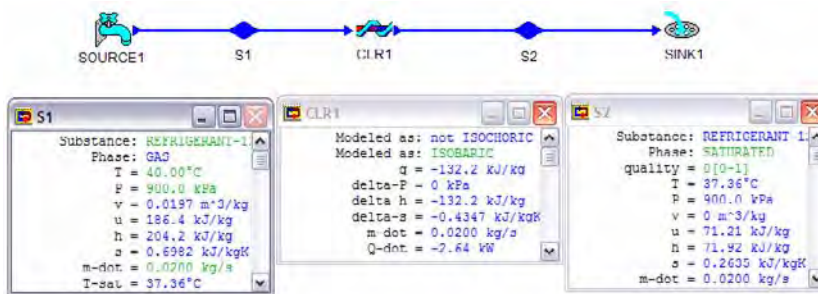 SOURCE1
S1
CLR1
S2
SINK1
S1
Substance: REFRIGERANT-1
Phase: GAS
T = 40.00°C
P = 900.0 kPa
v = 0.0197 m^3/kg
u = 186.4 kJ/kg
h = 204.2 kJ/kg
s = 0.6982 kJ/kgK
m-dot = 0.0200 kg/s
T-sat = 37.36°C
CLR1
Modeled as: not ISOCHORIC
Modeled as: ISOBARIC
q = -132.2 kJ/kg
delta-P = 0 kPa
delta h = -132.2 kJ/kg
delta-s = -0.4347 kJ/kgK
m-dot = 0.0200 kg/s
Q-dot = -2.64 kW
S2
Substance: REFRIGERANT 1
Phase: SATURATED
quality = 0[0-1]
T = 37.36°C
P = 900.0 kPa
v = 0 m^3/kg
u = 71.21 kJ/kg
h = 71.92 kJ/kg
s = 0.2635 kJ/kgK
m-dot = 0.0200 kg/s